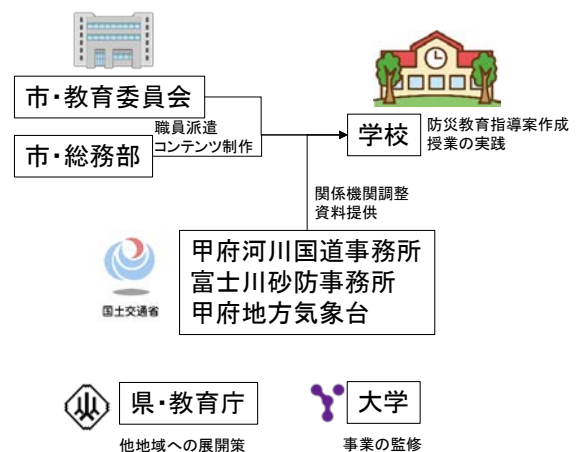 市・教育委員会
職員派遣
コンテンツ制作
市・総務部
学校
防災教育指導案作成
授業の実践
関係機関調整
資料提供
甲府河川国道事務所
富士川砂防事務所
甲府地方気象台
国土交通省
県・教育庁
他地域への展開策
大学
事業の監修